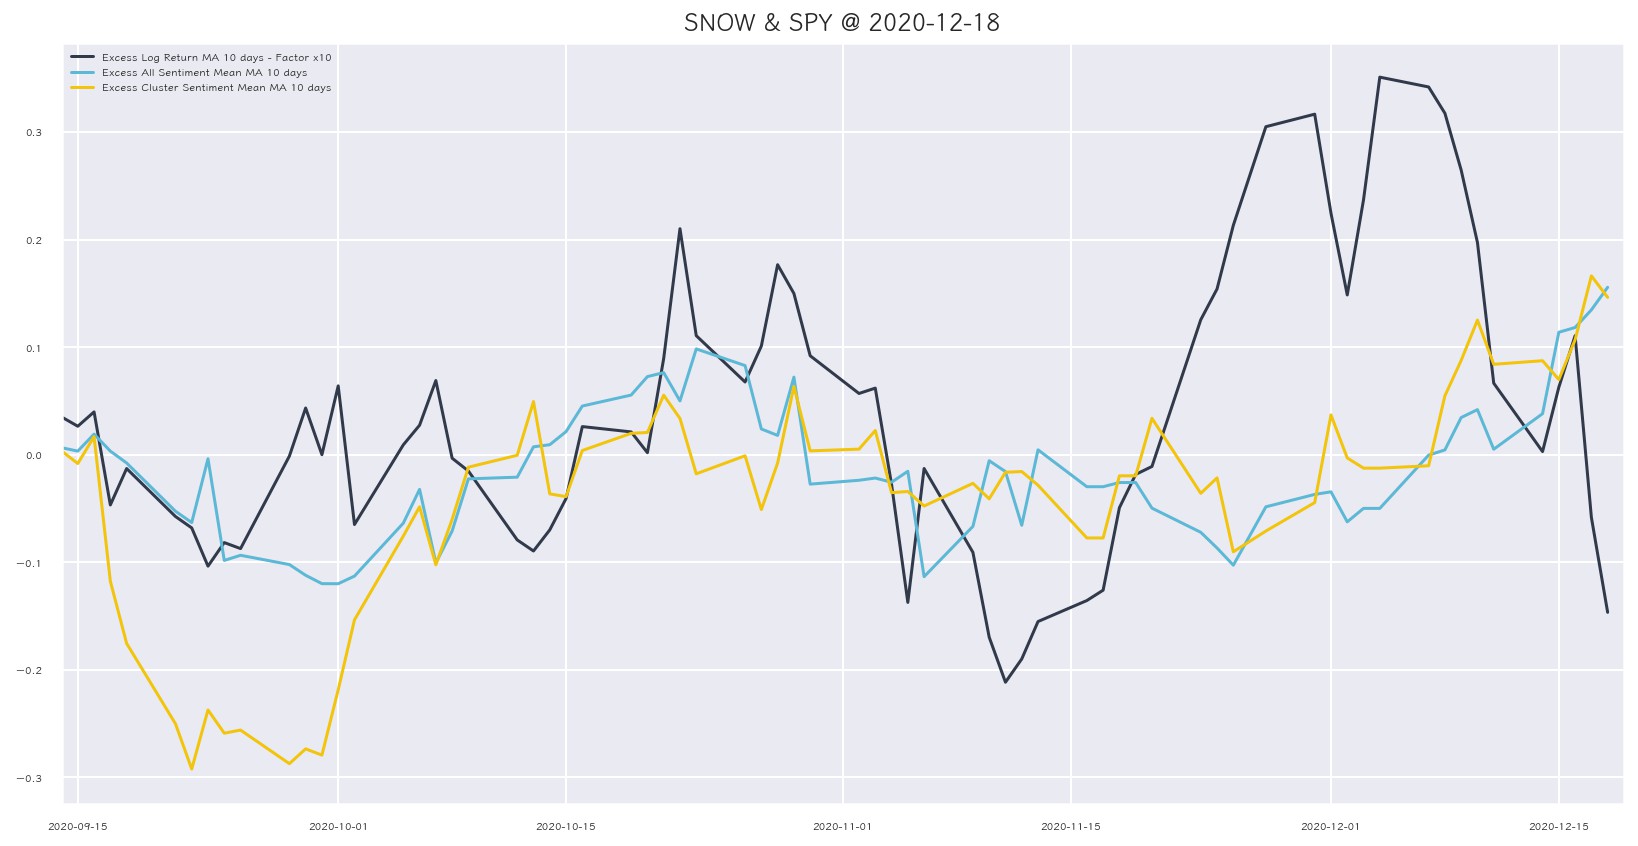 SNOW & SPY @ 2020-12-18
Excess Log Return MA 10 days - Factor x10
Excess All Sentiment Mean MA 10 days
Excess Cluster Sentiment Mean MA 10 days
0.3
0.2
0.1
0.0
−0.1
−0.2
−0.3
2020-09-15 2020-10-01 2020-10-15 2020-11-01 2020-11-15 2020-12-01 2020-12-15